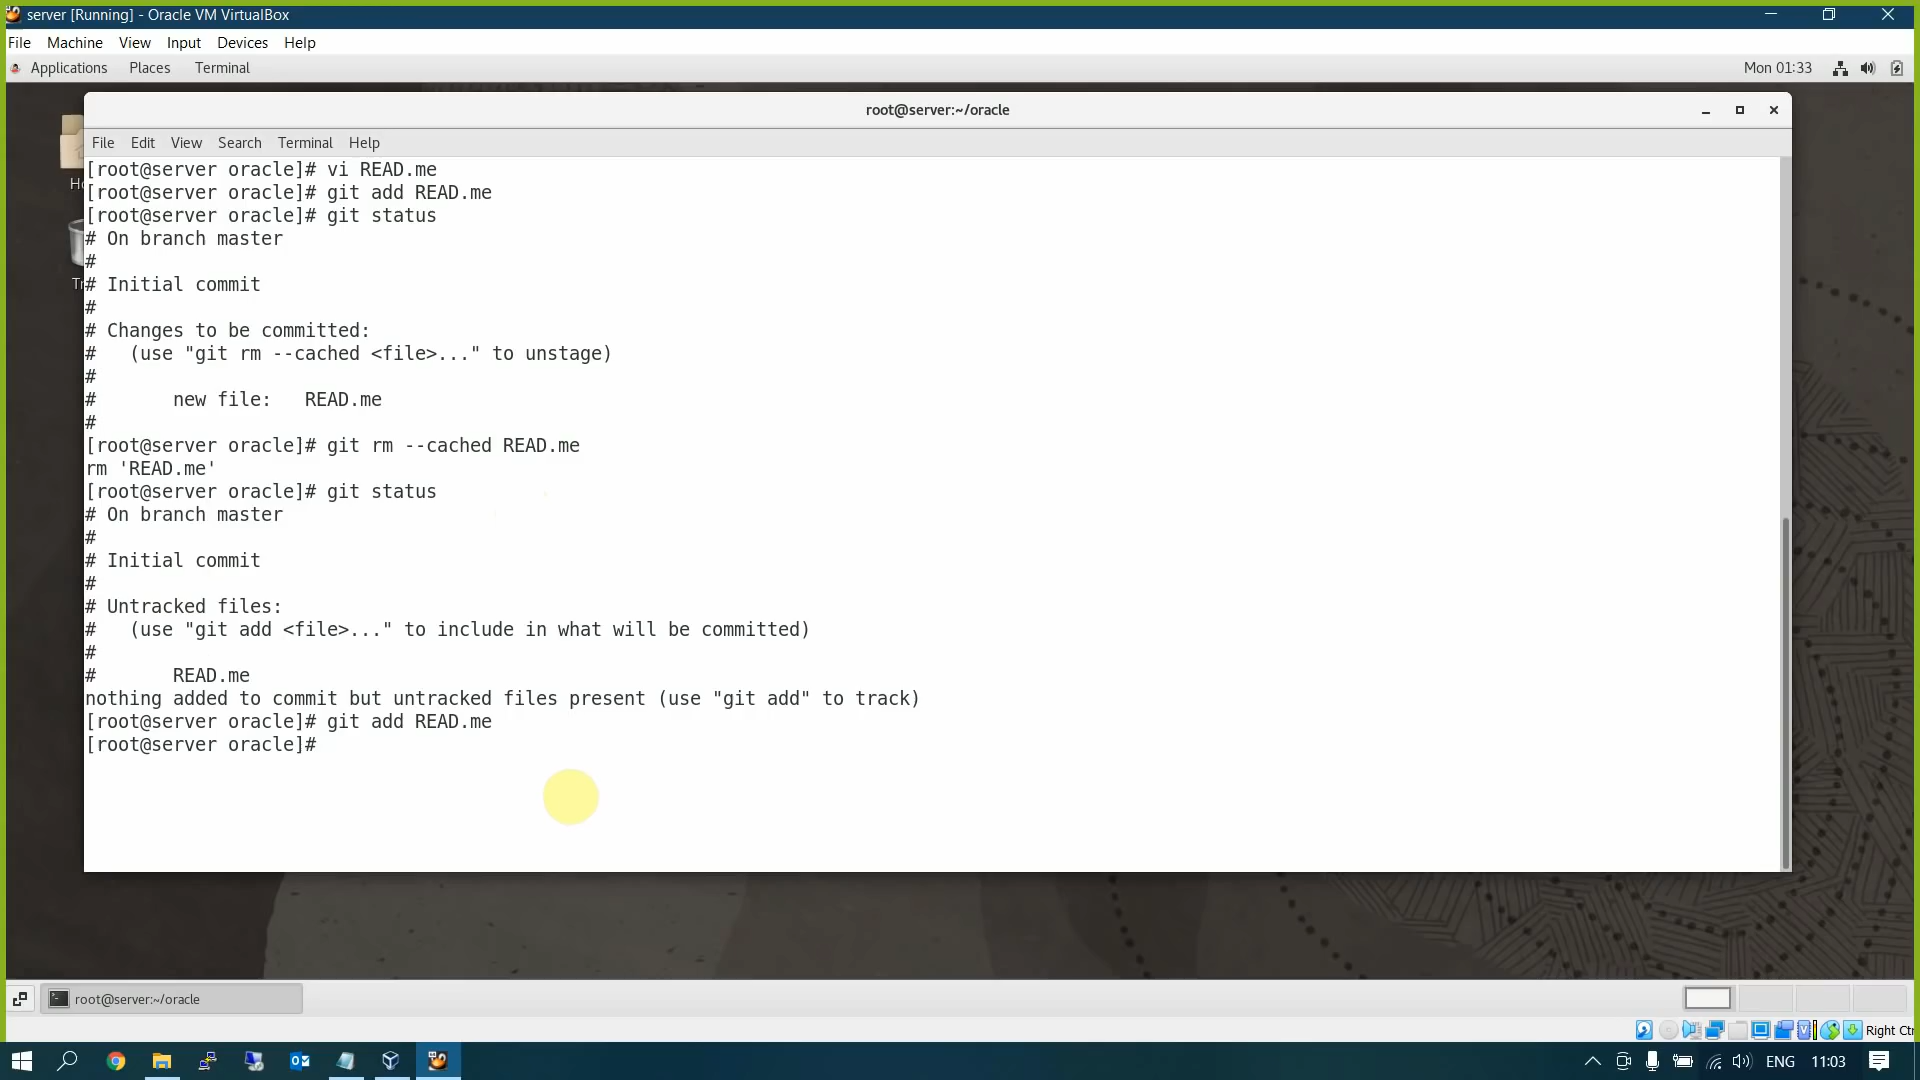 server [Running] - Oracle VM VirtualBox
File Machine View Input Devices Help
Applications Places Terminal Mon 01:33
root@server:~/oracle
File Edit View Search Terminal Help
[root@server oracle]# vi READ.me
[root@server oracle]# git add READ.me
[root@server oracle]# git status
# On branch master
#
# Initial commit
#
# Changes to be committed:
#   (use "git rm --cached <file>..." to unstage)
#
#       new file:   READ.me
#
[root@server oracle]# git rm --cached READ.me
rm 'READ.me'
[root@server oracle]# git status
# On branch master
#
# Initial commit
#
# Untracked files:
#   (use "git add <file>..." to include in what will be committed)
#
#       READ.me
nothing added to commit but untracked files present (use "git add" to track)
[root@server oracle]# git add READ.me
[root@server oracle]#
root@server:~/oracle
Right Ctr
ENG 11:03